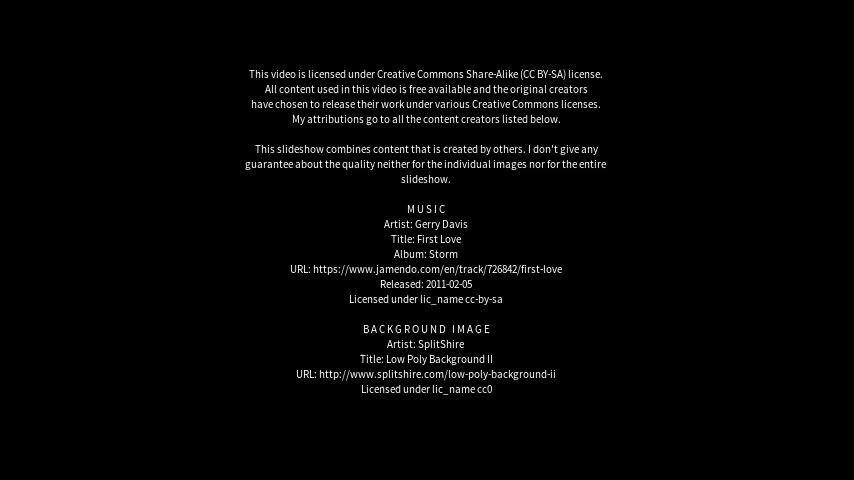 This video is licensed under Creative Commons Share-Alike (CC BY-SA) license.
All content used in this video is free available and the original creators
have chosen to release their work under various Creative Commons licenses.
My attributions go to all the content creators listed below.
This slideshow combines content that is created by others. I don't give any
guarantee about the quality neither for the individual images nor for the entire
slideshow.
MUSIC
Artist: Gerry Davis
Title: First Love
Album: Storm
URL: https://www.jamendo.com/en/track/726842/first-love
Released: 2011-02-05
Licensed under lic_name cc-by-sa
BACKGROUND IMAGE
Artist: SplitShire
Title: Low Poly Background II
URL: http://www.splitshire.com/low-poly-background-ii
Licensed under lic_name cc0